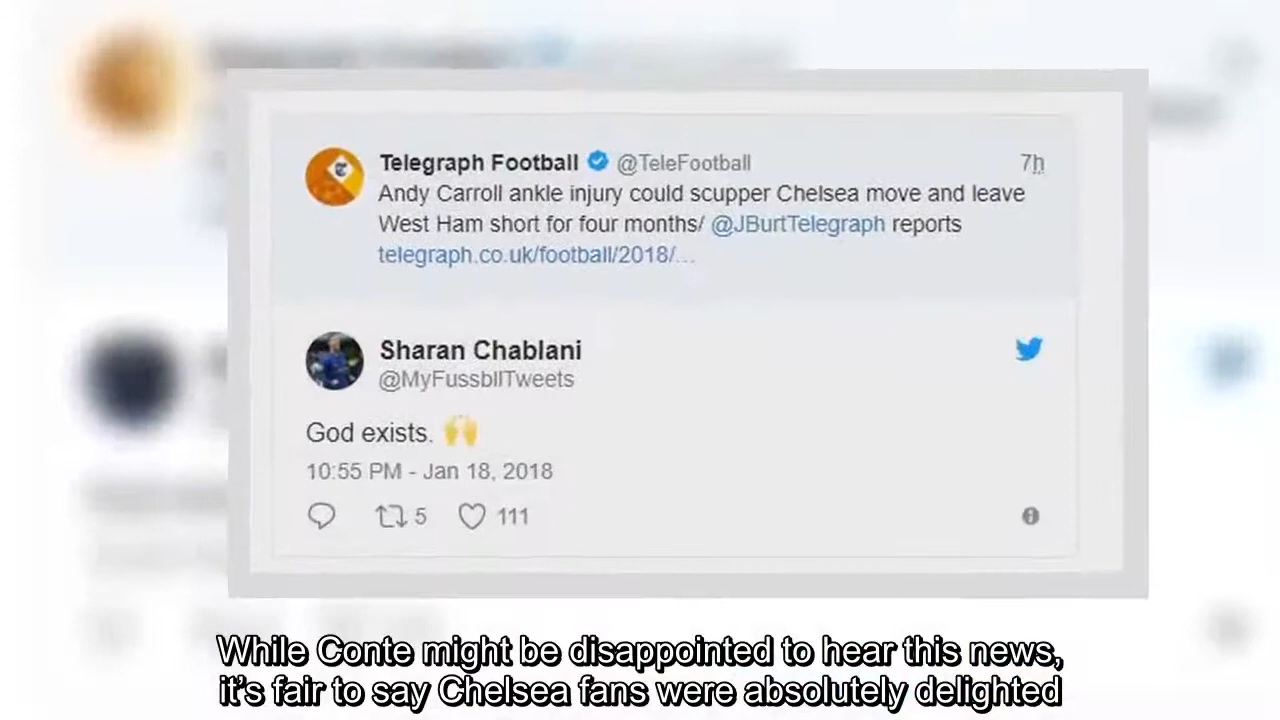 Telegraph Football @TeleFootball 7h
Andy Carroll ankle injury could scupper Chelsea move and leave
West Ham short for four months/ @JBurtTelegraph reports
telegraph.co.uk/football/2018/...
Sharan Chablani
@MyFussbllTweets
God exists. 🙌
10:55 PM - Jan 18, 2018
5 111
While Conte might be disappointed to hear this news,
it's fair to say Chelsea fans were absolutely delighted